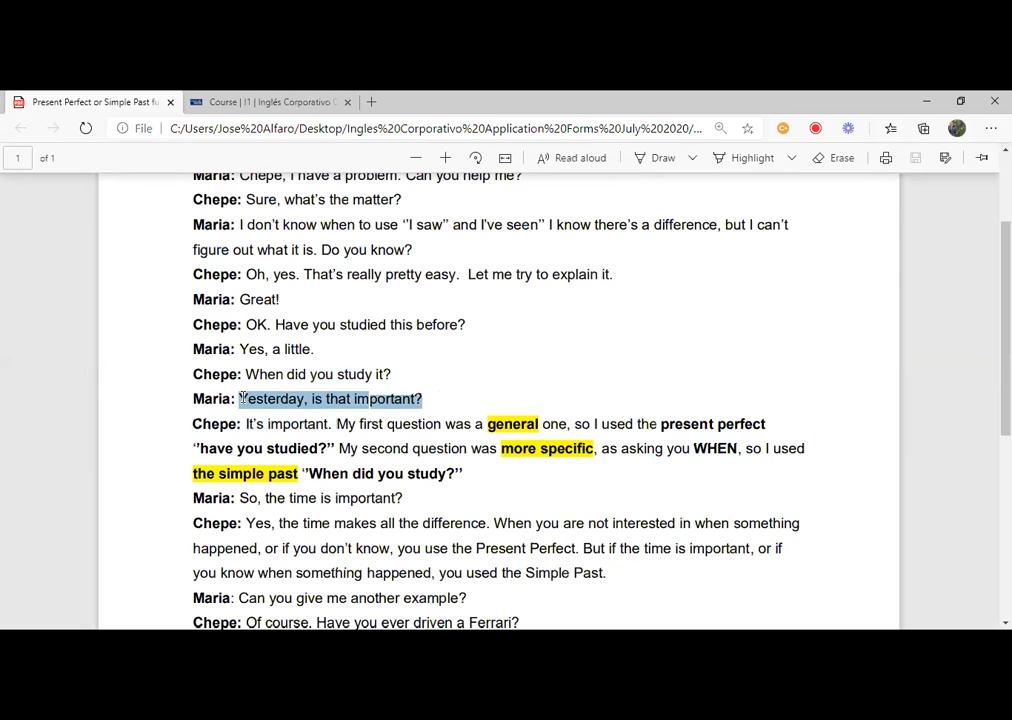 Present Perfect or Simple Past fu
Course | I1 | Inglés Corporativo C
File
C:/Users/Jose%20Alfaro/Desktop/Ingles%20Corporativo%20Application%20Forms%20July%202020/...
1 of 1
Read aloud
Draw
Highlight
Erase
Maria: Chepe, I have a problem. Can you help me?
Chepe: Sure, what's the matter?
Maria: I don't know when to use ‘'I saw'' and I've seen'' I know there's a difference, but I can't
figure out what it is. Do you know?
Chepe: Oh, yes. That's really pretty easy.  Let me try to explain it.
Maria: Great!
Chepe: OK. Have you studied this before?
Maria: Yes, a little.
Chepe: When did you study it?
Maria: Yesterday, is that important?
Chepe: It's important. My first question was a general one, so I used the present perfect
‘'have you studied?'' My second question was more specific, as asking you WHEN, so I used
the simple past ‘'When did you study?''
Maria: So, the time is important?
Chepe: Yes, the time makes all the difference. When you are not interested in when something
happened, or if you don't know, you use the Present Perfect. But if the time is important, or if
you know when something happened, you used the Simple Past.
Maria: Can you give me another example?
Chepe: Of course. Have you ever driven a Ferrari?